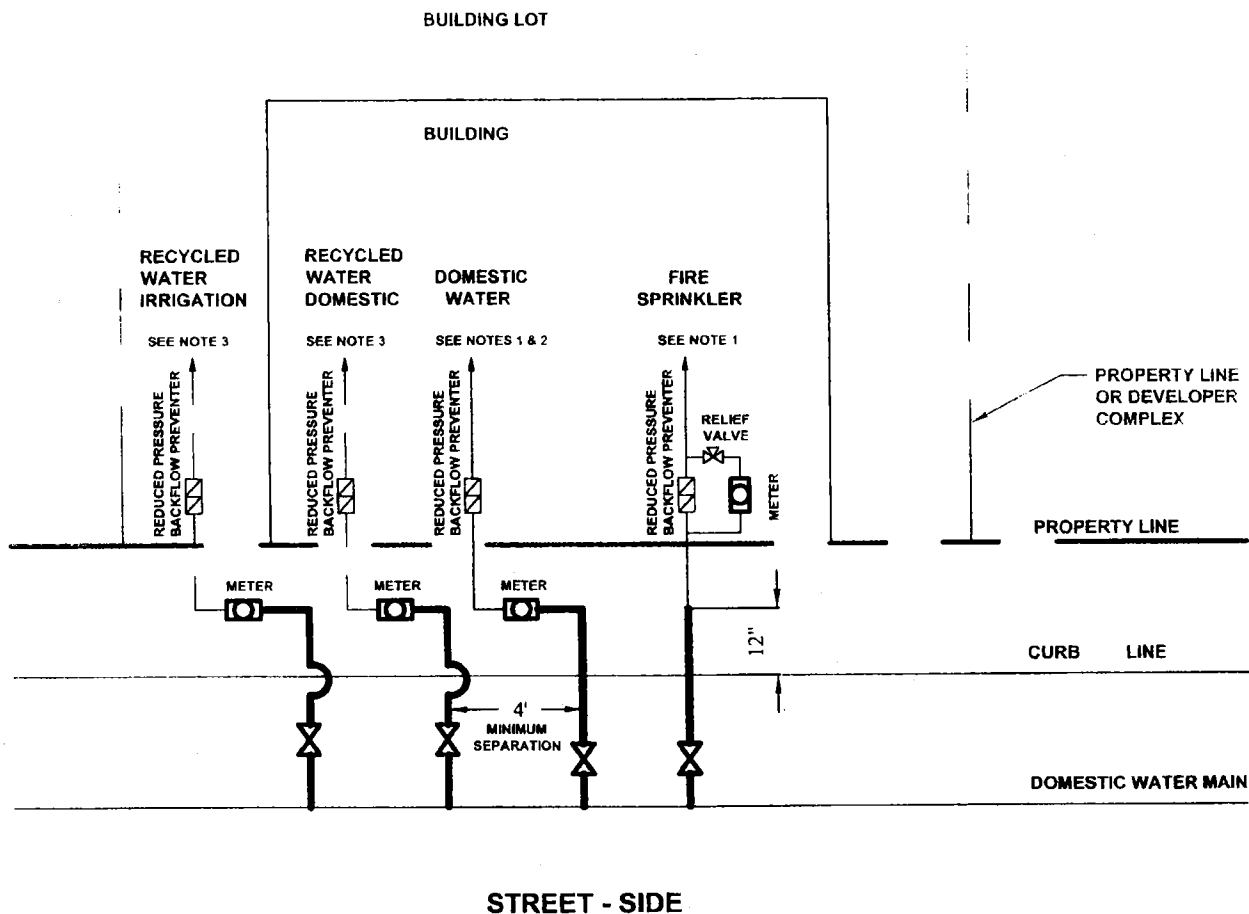 BUILDING LOT
BUILDING
RECYCLED
WATER
IRRIGATION
RECYCLED
WATER
DOMESTIC
DOMESTIC
WATER
FIRE
SPRINKLER
SEE NOTE 3
SEE NOTE 3
SEE NOTES 1 & 2
SEE NOTE 1
REDUCED PRESSURE
BACKFLOW PREVENTER
REDUCED PRESSURE
BACKFLOW PREVENTER
REDUCED PRESSURE
BACKFLOW PREVENTER
REDUCED PRESSURE
BACKFLOW PREVENTER
RELIEF
VALVE
METER
PROPERTY LINE
OR DEVELOPER
COMPLEX
PROPERTY LINE
METER
METER
METER
12"
CURB LINE
4'
MINIMUM
SEPARATION
DOMESTIC WATER MAIN
STREET - SIDE